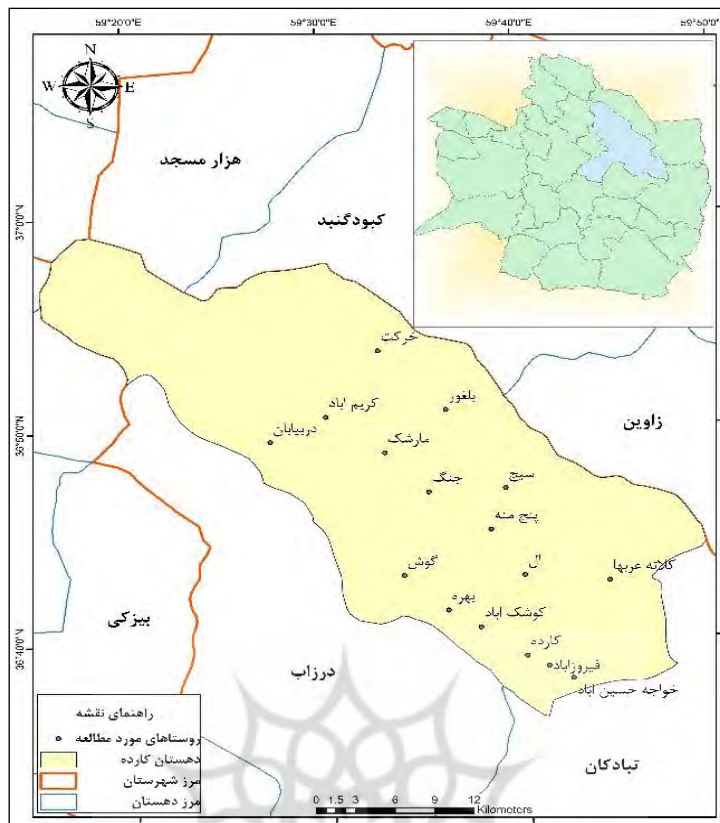 59°20'0"E 59°30'0"E 59°40'0"E 59°50'0"E
N
W E
S
هزار مسجد
کبودگنبد
37°0'0"N
خرکت
بلغور
کریم اباد
زاوین
دربیابان
36°50'0"N
مارشک
سیج
جنگ
پنج منه
ال
کلاته عربها
گوش
بهره
کوشک اباد
بیزکی
کارده
36°40'0"N
فیروزاباد
درزاب
خواجه حسین اباد
راهنمای نقشه
روستاهای مورد مطالعه
دهستان کارده
مرز شهرستان
مرز دهستان
تبادکان
0 1.5 3 6 9 12
Kilometers